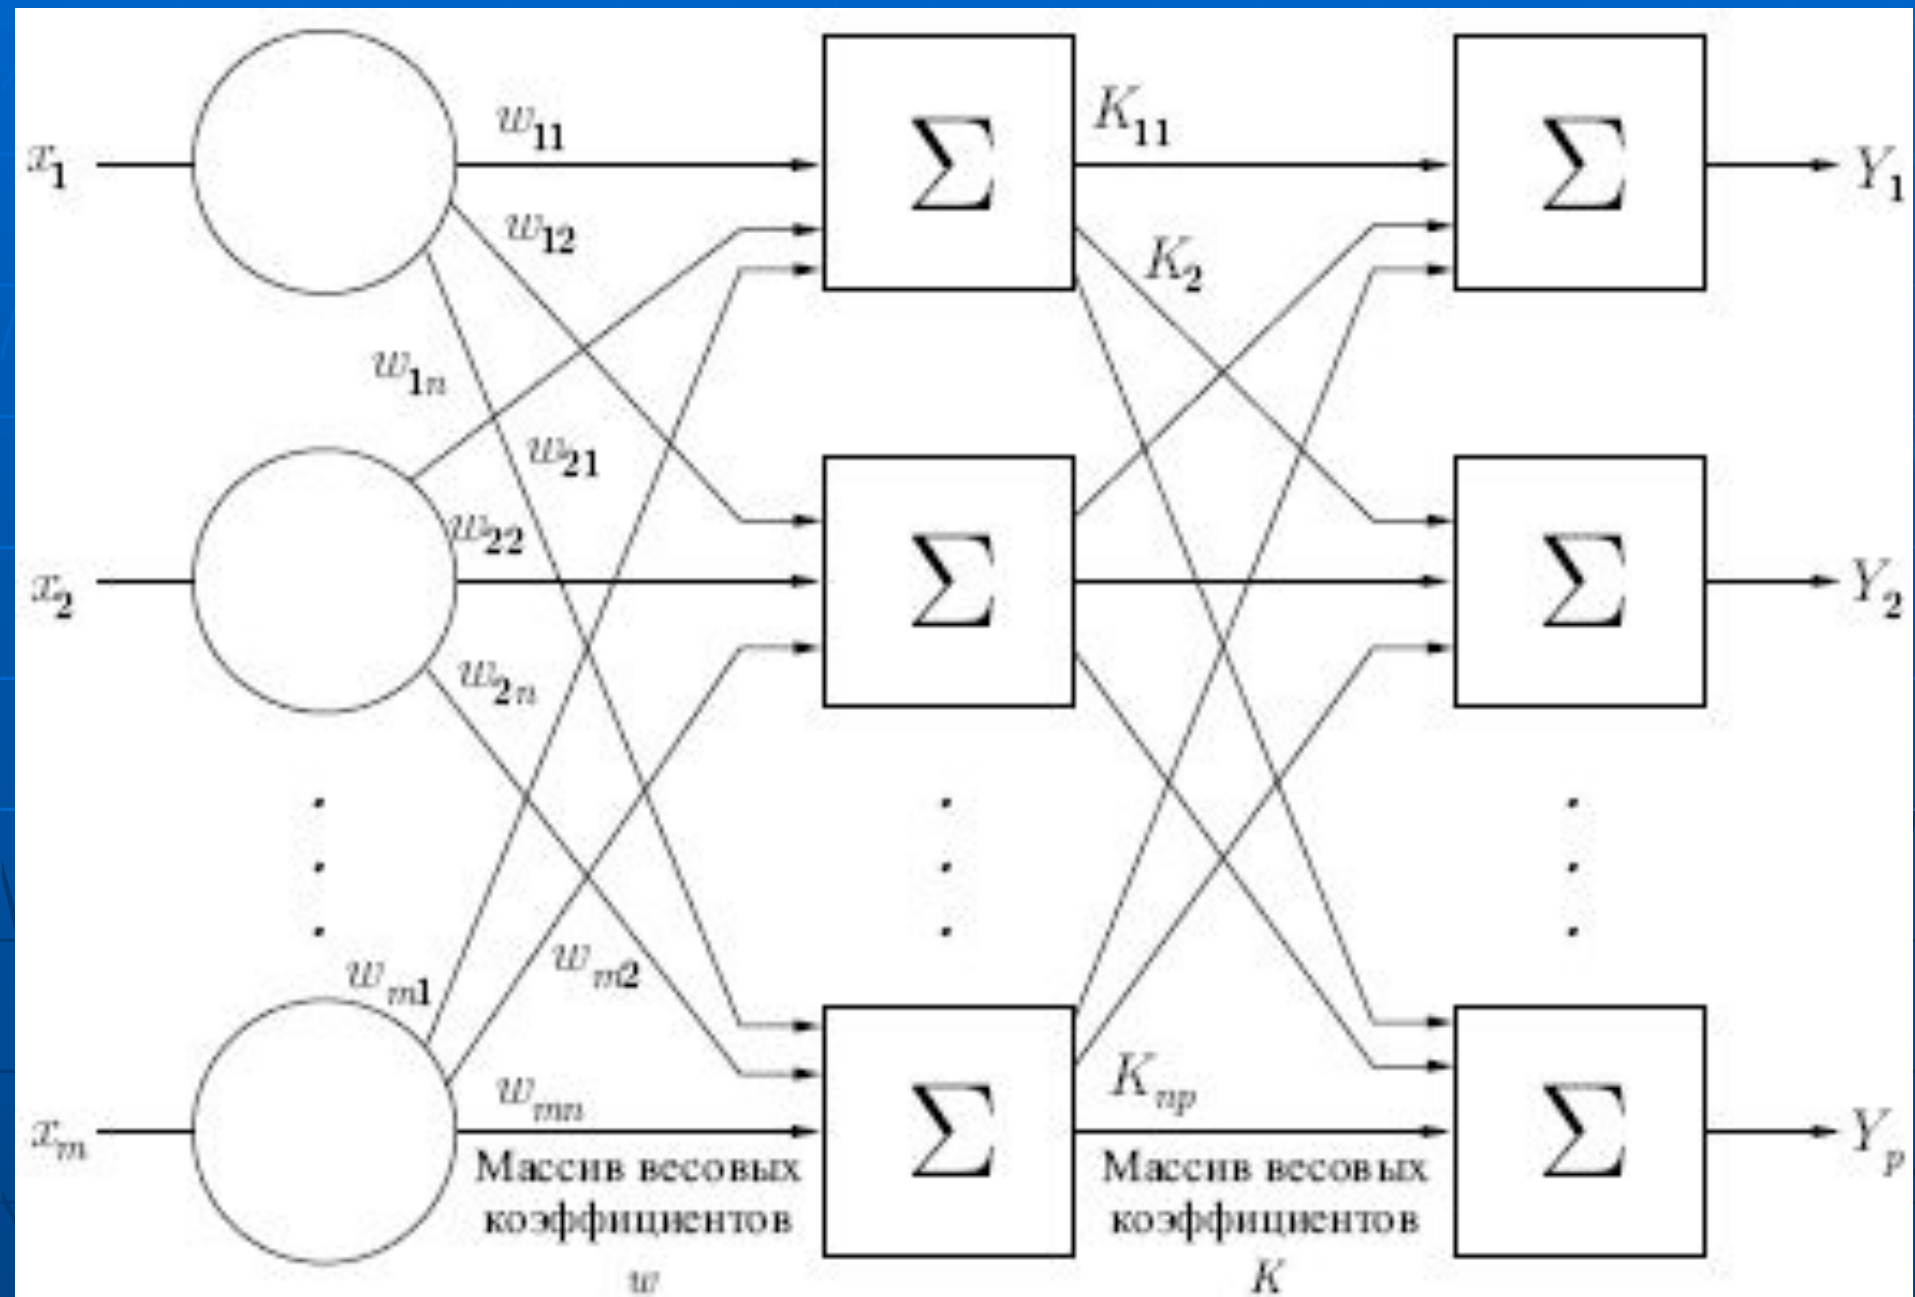 x₁
w₁₁
Σ
K₁₁
Σ
Y₁
w₁₂
K₂
w₁ₙ
w₂₁
x₂
w₂₂
Σ
Σ
Y₂
w₂ₙ
wₘ₁
wₘ₂
xₘ
wₘₙ
Σ
Kₙₚ
Σ
Yₚ
Массив весовых
коэффициентов
w
Массив весовых
коэффициентов
K